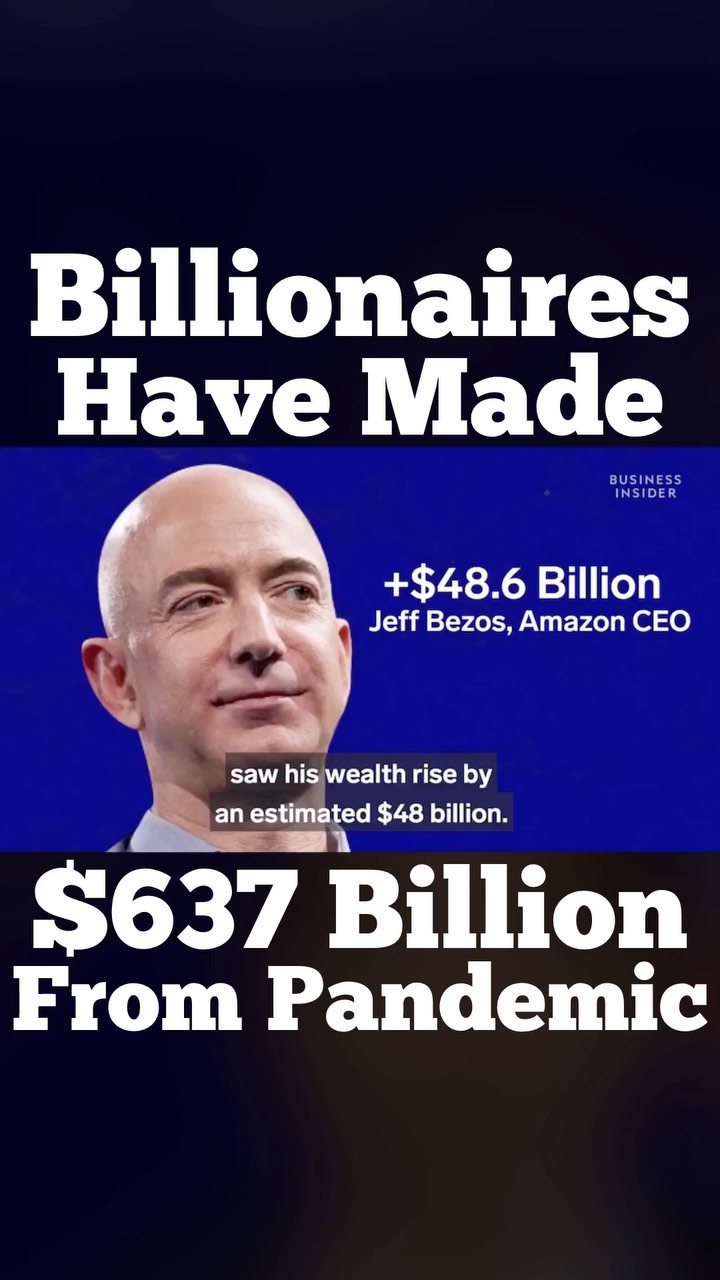 Billionaires
Have Made
BUSINESS
INSIDER
+$48.6 Billion
Jeff Bezos, Amazon CEO
saw his wealth rise by
an estimated $48 billion.
$637 Billion
From Pandemic